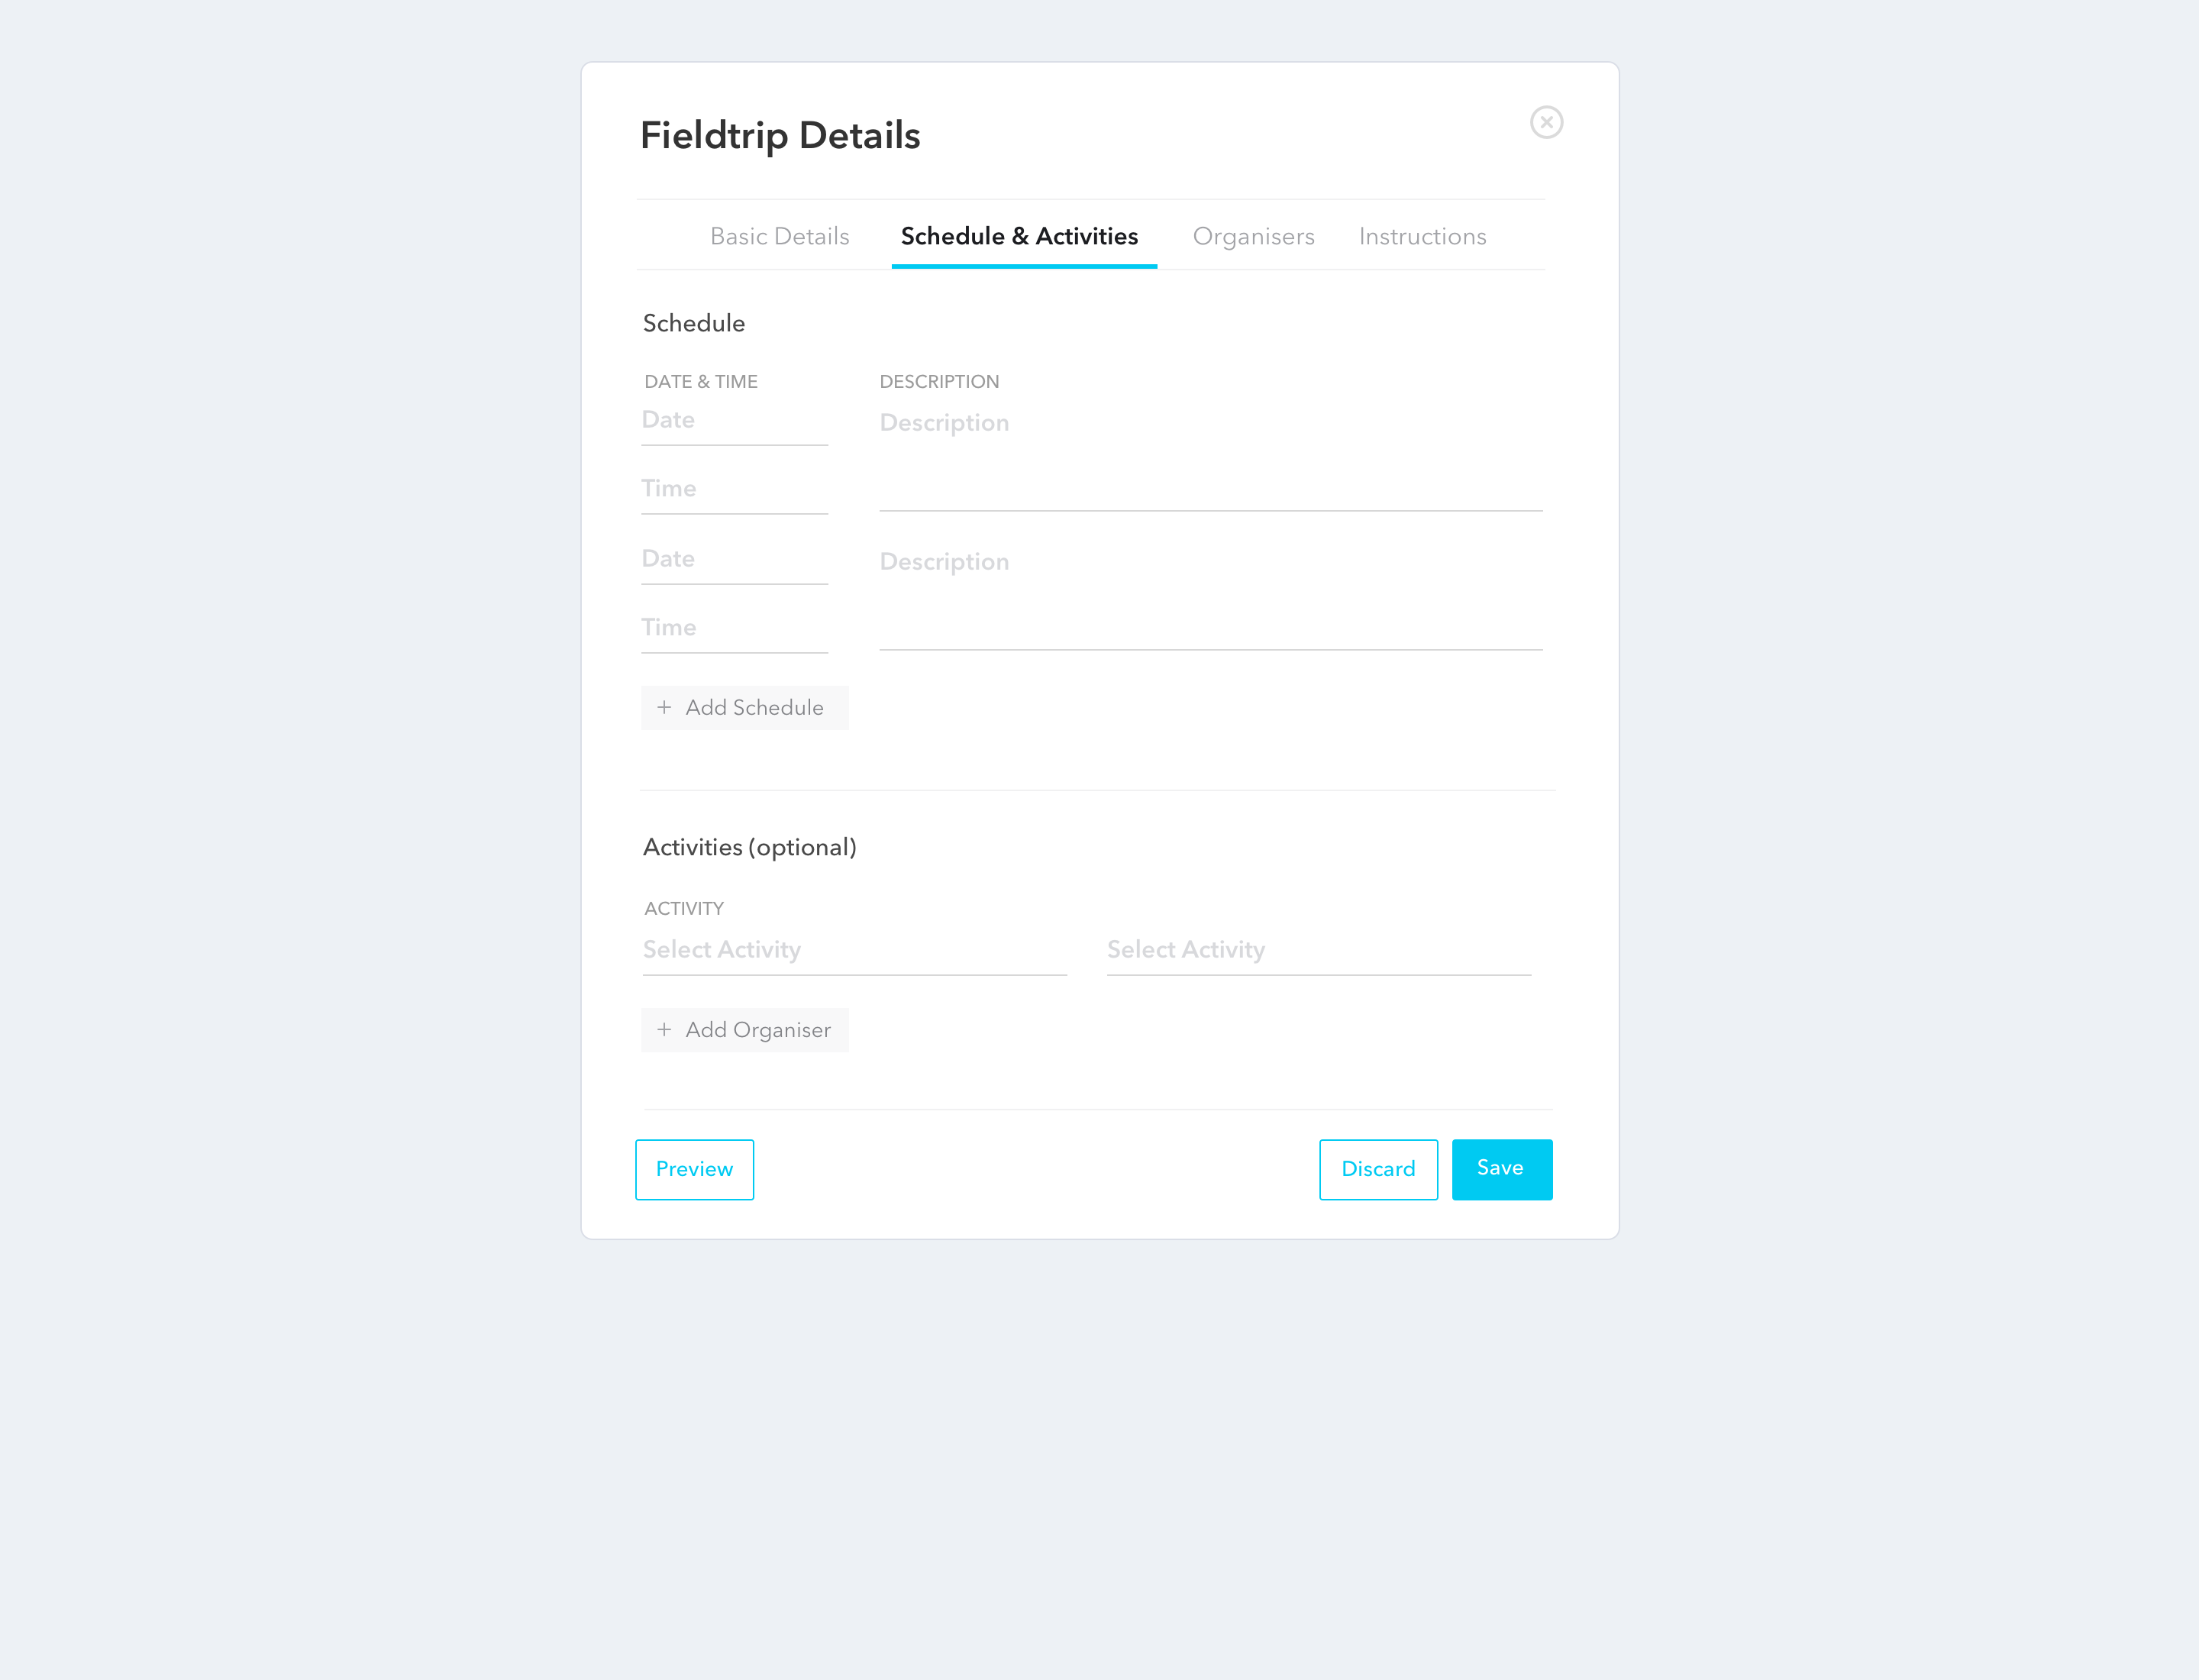 Fieldtrip Details
Basic Details Schedule & Activities Organisers Instructions
Schedule
DATE & TIME DESCRIPTION
Date Description
Time
Date Description
Time
+ Add Schedule
Activities (optional)
ACTIVITY
Select Activity Select Activity
+ Add Organiser
Preview Discard Save